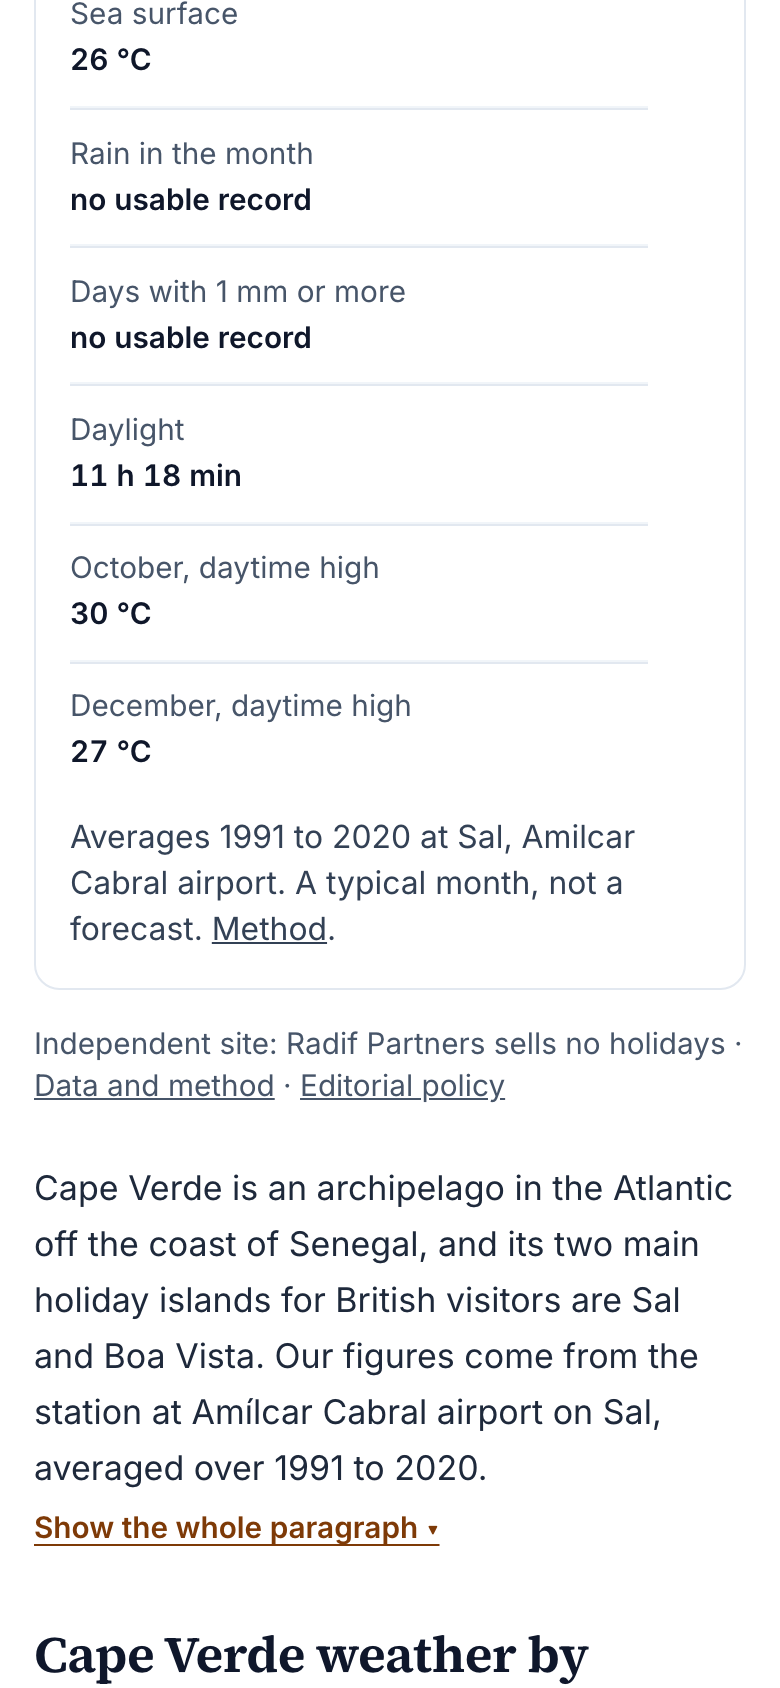 Sea surface
26 °C
Rain in the month
no usable record
Days with 1 mm or more
no usable record
Daylight
11 h 18 min
October, daytime high
30 °C
December, daytime high
27 °C
Averages 1991 to 2020 at Sal, Amilcar
Cabral airport. A typical month, not a
forecast. Method.
Independent site: Radif Partners sells no holidays ·
Data and method · Editorial policy
Cape Verde is an archipelago in the Atlantic
off the coast of Senegal, and its two main
holiday islands for British visitors are Sal
and Boa Vista. Our figures come from the
station at Amílcar Cabral airport on Sal,
averaged over 1991 to 2020.
Show the whole paragraph ▾
Cape Verde weather by